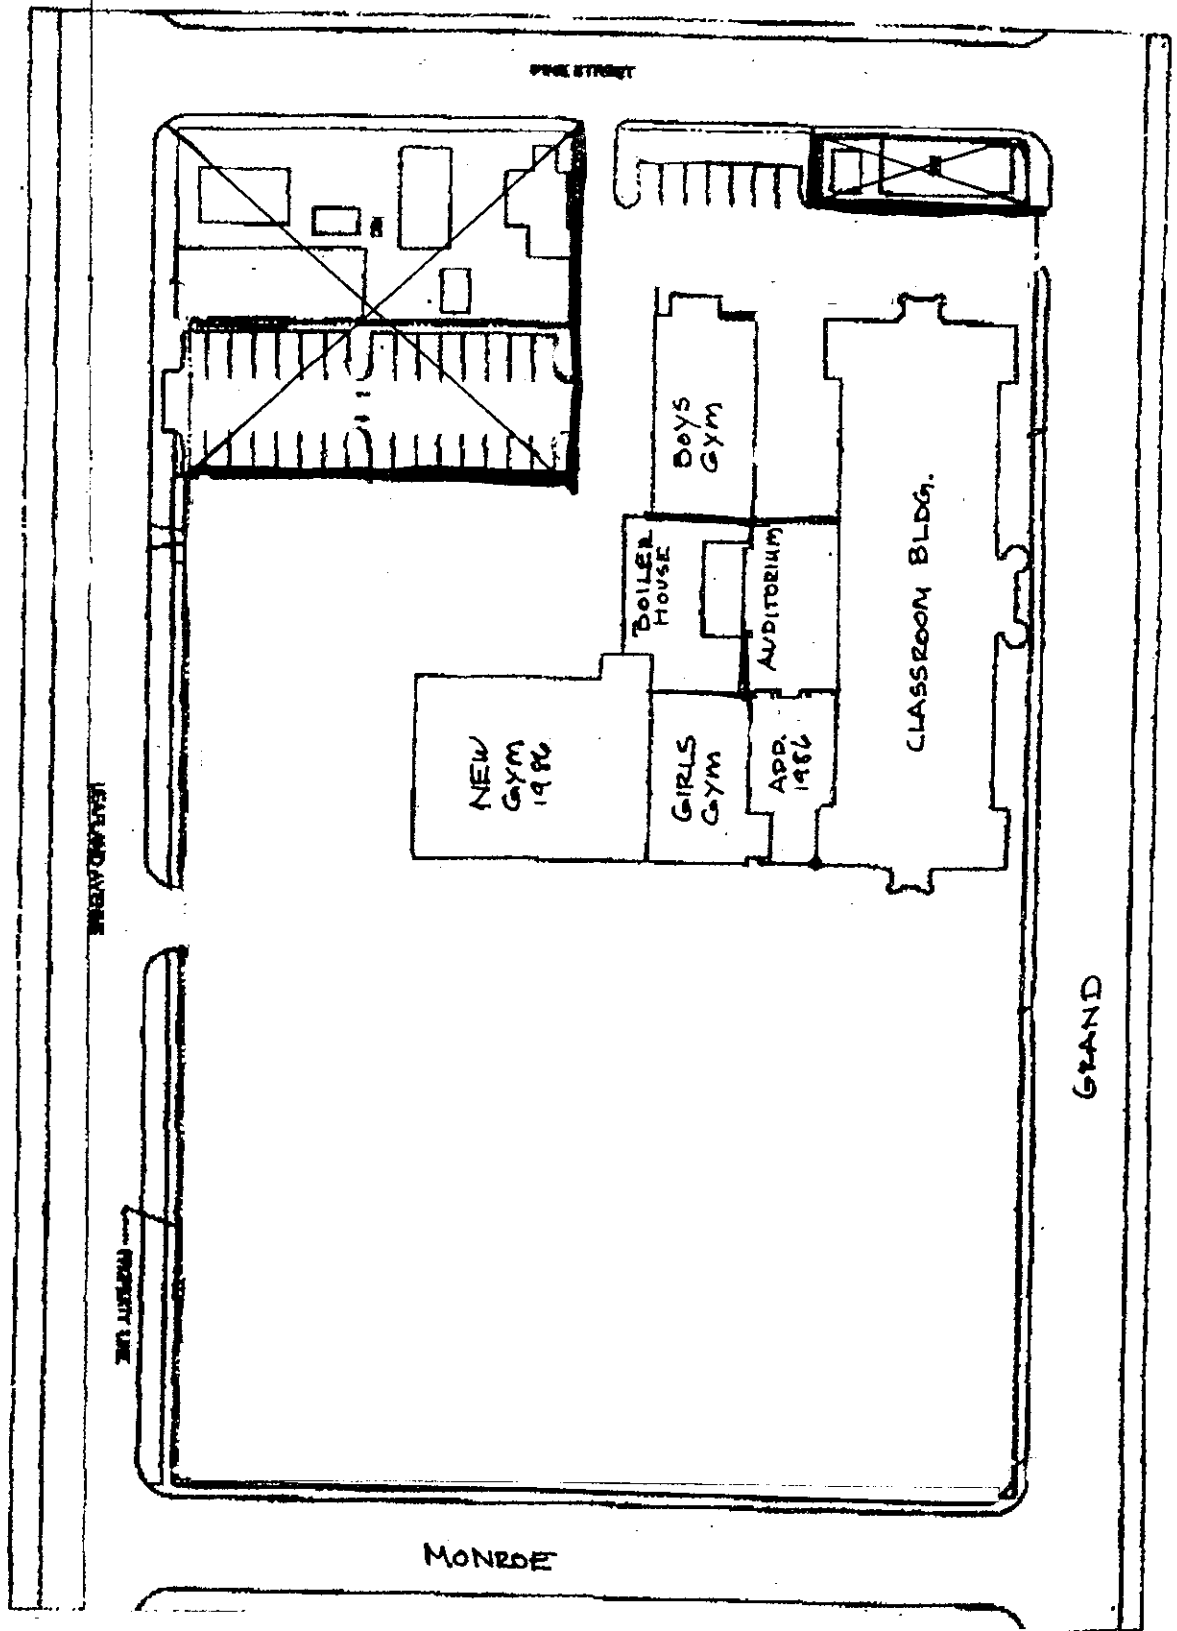 STREET
BOYS
GYM
BOILER
HOUSE
AUDITORIUM
CLASSROOM BLDG.
NEW
GYM
1986
GIRLS
GYM
ADD.
1986
GRAND
PROPERTY LINE
MONROE